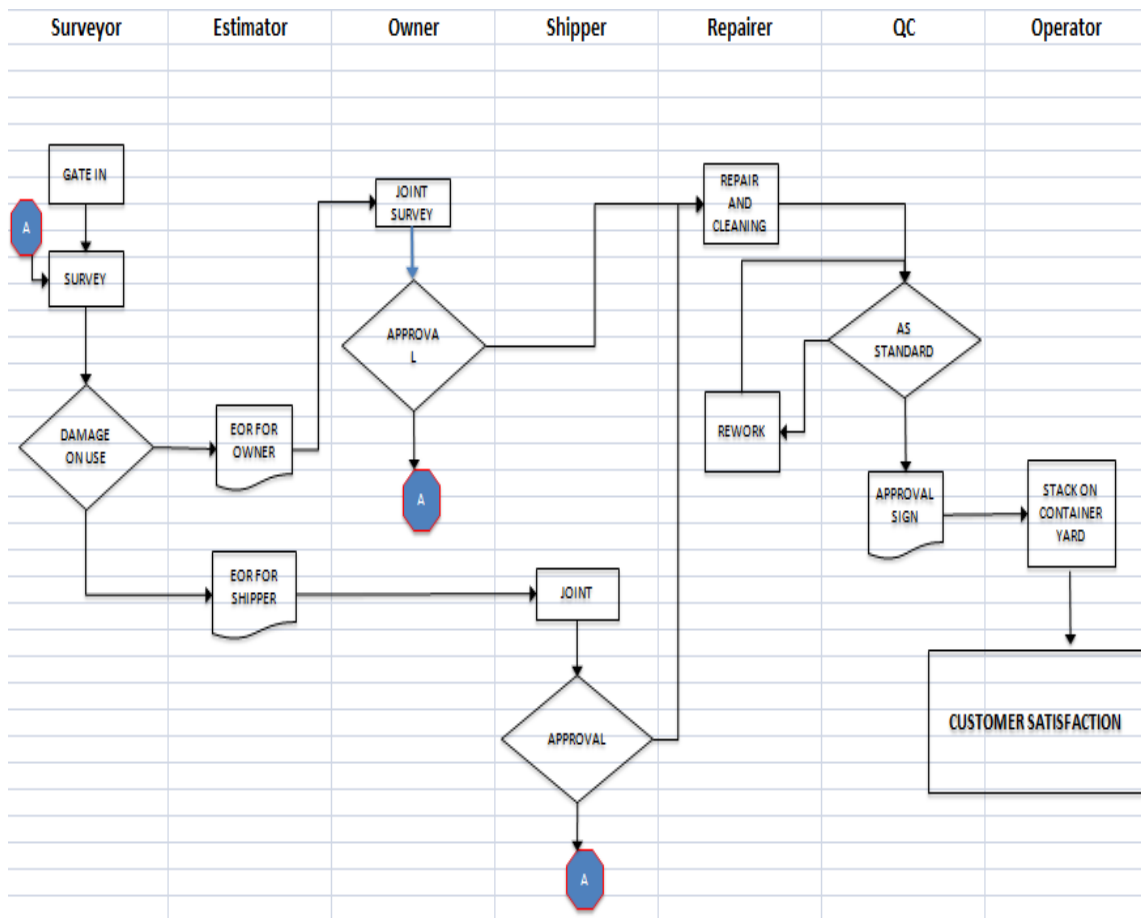 Surveyor Estimator Owner Shipper Repairer QC Operator
GATE IN
A
SURVEY
DAMAGE
ON USE
EOR FOR
OWNER
EOR FOR
SHIPPER
JOINT
SURVEY
APPROVA
L
A
JOINT
APPROVAL
A
REPAIR
AND
CLEANING
REWORK
AS
STANDARD
APPROVAL
SIGN
STACK ON
CONTAINER
YARD
CUSTOMER SATISFACTION